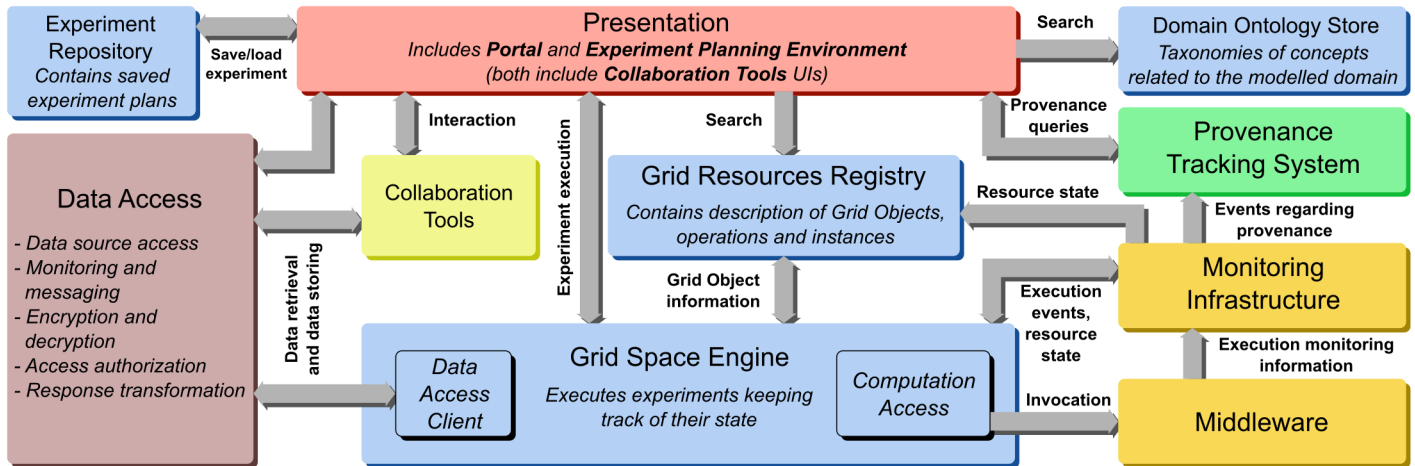 Experiment
Repository
Contains saved
experiment plans
Save/load
experiment
Presentation
Includes Portal and Experiment Planning Environment
(both include Collaboration Tools UIs)
Search
Domain Ontology Store
Taxonomies of concepts
related to the modelled domain
Interaction
Experiment execution
Search
Provenance
queries
Provenance
Tracking System
Data Access
- Data source access
- Monitoring and
messaging
- Encryption and
decryption
- Access authorization
- Response transformation
Collaboration
Tools
Data retrieval
and data storing
Grid Resources Registry
Contains description of Grid Objects,
operations and instances
Resource state
Events regarding
provenance
Grid Object
information
Execution
events,
resource
state
Monitoring
Infrastructure
Execution monitoring
information
Grid Space Engine
Executes experiments keeping
track of their state
Data
Access
Client
Computation
Access
Invocation
Middleware